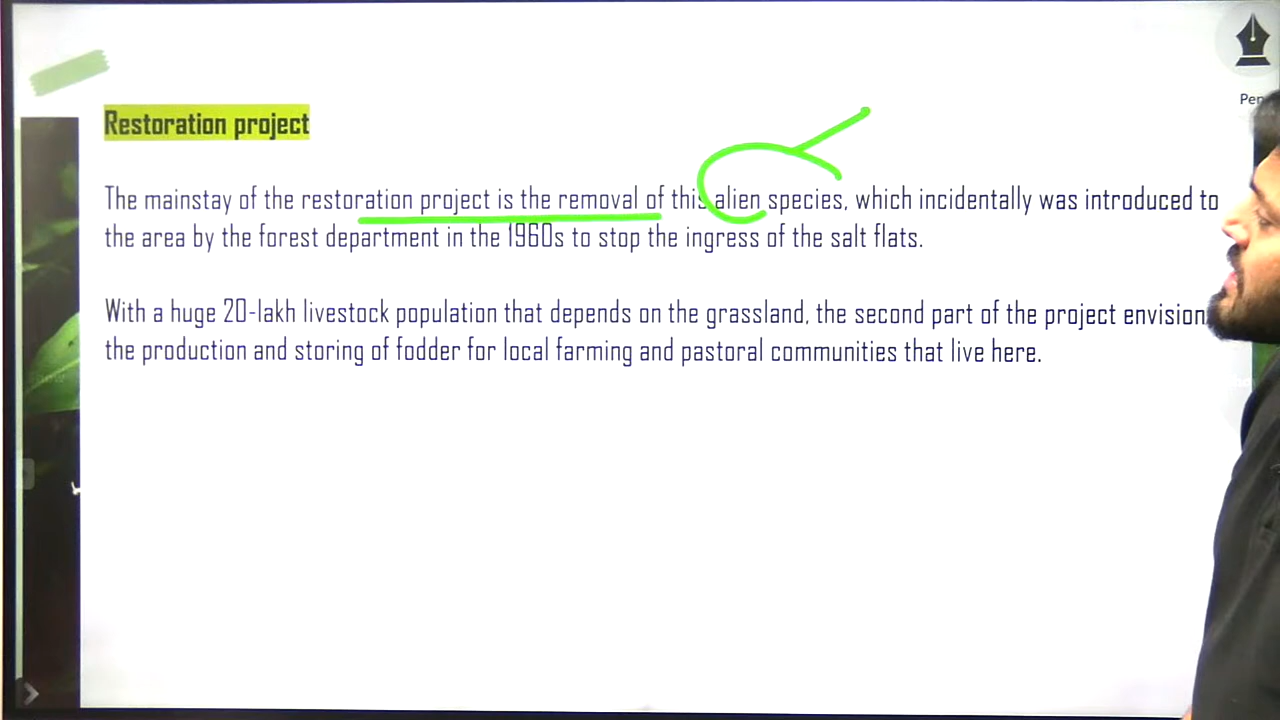 Pen
Restoration project
The mainstay of the restoration project is the removal of this alien species, which incidentally was introduced to
the area by the forest department in the 1960s to stop the ingress of the salt flats.
With a huge 20-lakh livestock population that depends on the grassland, the second part of the project envision
the production and storing of fodder for local farming and pastoral communities that live here.